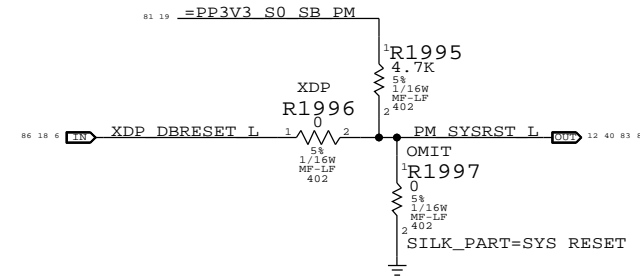 81 19
=PP3V3_S0_SB_PM
1
R1995
4.7K
5%
1/16W
MF-LF
402
2
XDP
R1996
0
86 18 6 IN XDP_DBRESET_L 1 2 PM_SYSRST_L OUT 12 40 83 8
5%
1/16W
MF-LF
402
OMIT
1
R1997
0
5%
1/16W
MF-LF
402
2
SILK_PART=SYS RESET